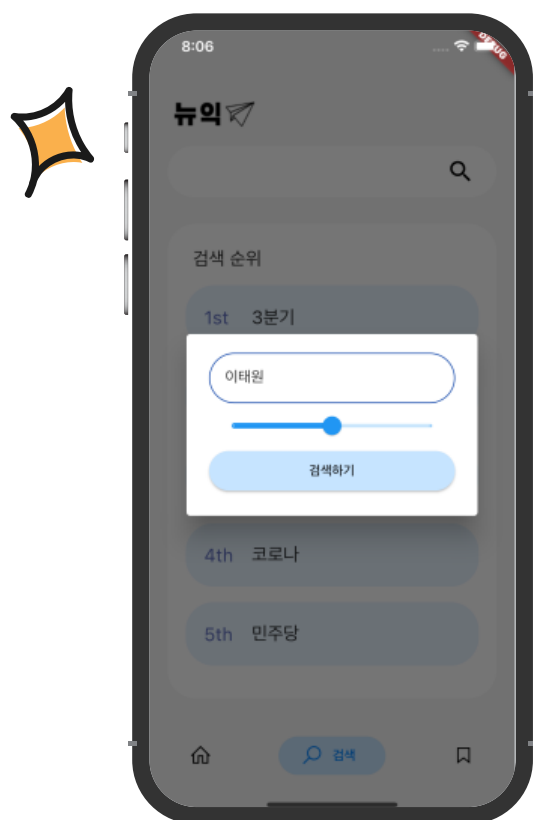 8:06
DEBUG
뉴익
검색 순위
1st 3분기
이태원
검색하기
4th 코로나
5th 민주당
검색